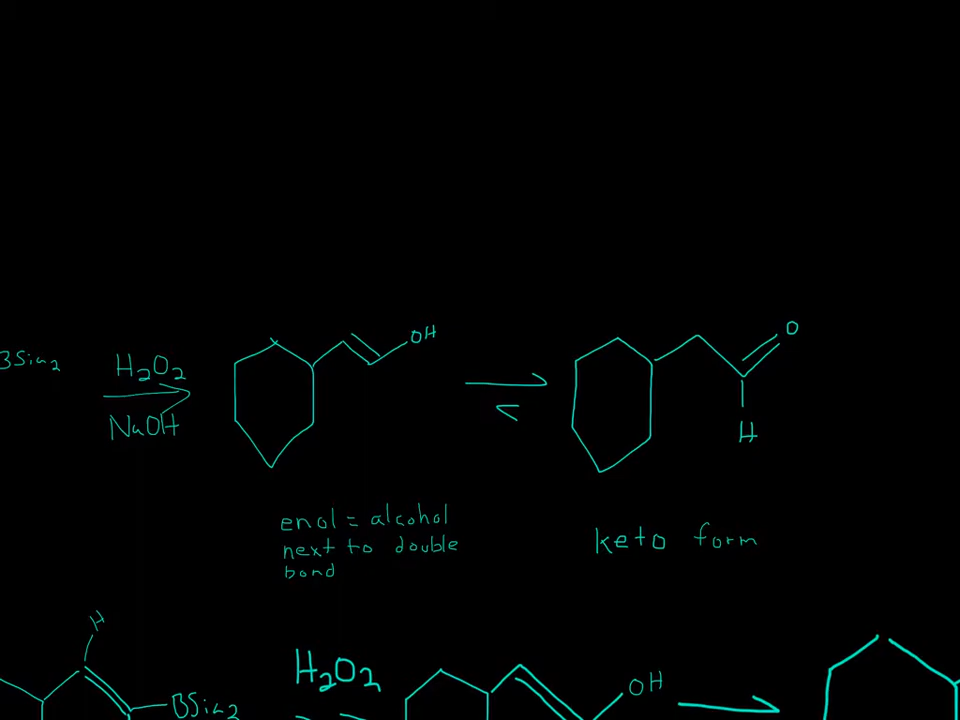 OH
O
BSia2
H2O2
NaOH
H
enol = alcohol
next to double
bond
keto form
H
H2O2
OH
BSia2